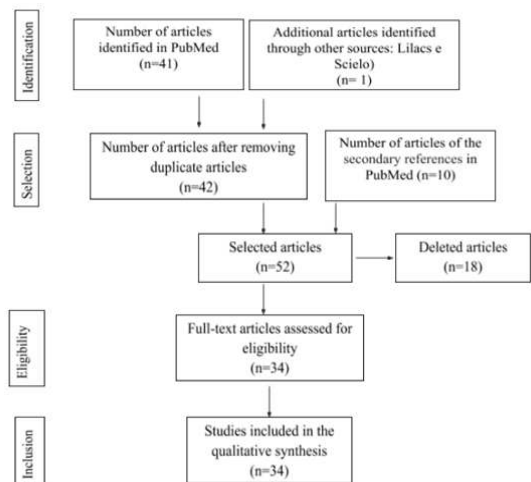 Identification
Number of articles
identified in PubMed
(n=41)
Additional articles identified
through other sources: Lilacs e
Scielo)
(n= 1)
Selection
Number of articles after removing
duplicate articles
(n=42)
Number of articles of the
secondary references in
PubMed (n=10)
Selected articles
(n=52)
Deleted articles
(n=18)
Eligibility
Full-text articles assessed for
eligibility
(n=34)
Inclusion
Studies included in the
qualitative synthesis
(n=34)